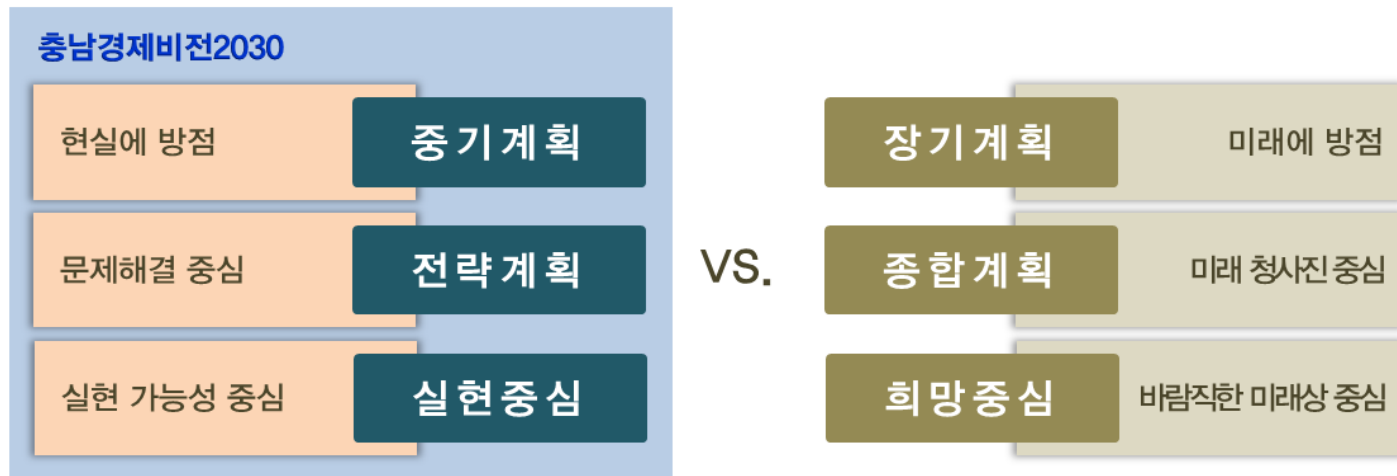 충남경제비전2030
현실에 방점
중기계획
장기계획
미래에 방점
문제해결 중심
전략계획
VS.
종합계획
미래 청사진 중심
실현 가능성 중심
실현중심
희망중심
바람직한 미래상 중심